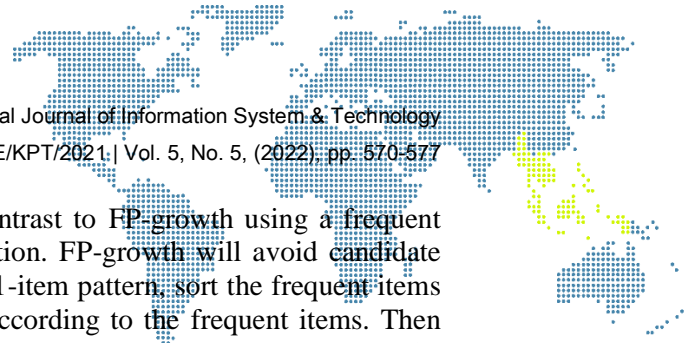 al Journal of Information System & Technology
E/KPT/2021 | Vol. 5, No. 5, (2022), pp. 570-577
ntrast to FP-growth using a frequent
tion. FP-growth will avoid candidate
1-item pattern, sort the frequent items
according to the frequent items. Then